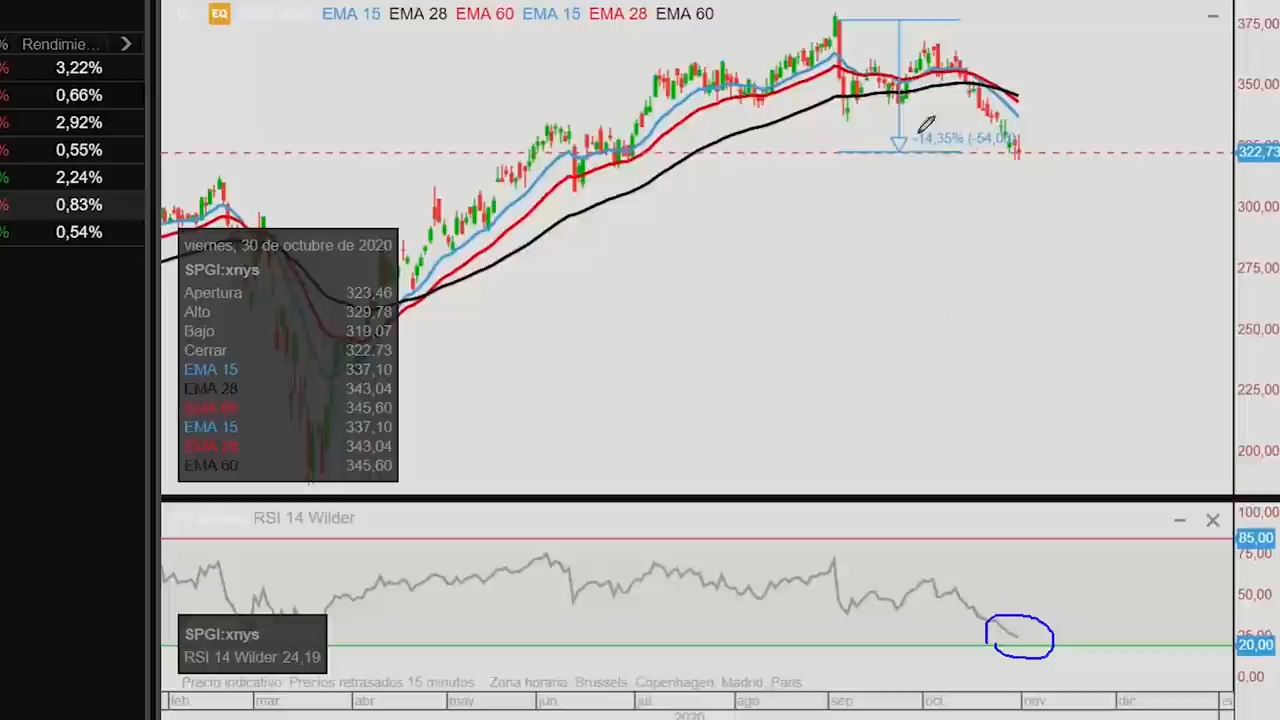 EQ EMA 15 EMA 28 EMA 60 EMA 15 EMA 28 EMA 60
% Rendimie...
% 3,22%
% 0,66%
% 2,92%
% 0,55%
% 2,24%
% 0,83%
% 0,54%
375,00
350,00
-14,35% (-54,0
322,73
300,00
275,00
250,00
225,00
200,00
viernes, 30 de octubre de 2020
SPGI:xnys
Apertura 323,46
Alto 329,78
Bajo 319,07
Cerrar 322.73
EMA 15 337,10
EMA 28 343,04
EMA 60 345,60
EMA 15 337,10
EMA 28 343,04
EMA 60 345,60
RSI 14 Wilder
100,00
85,00
75,00
50,00
25,00
20,00
0,00
SPGI:xnys
RSI 14 Wilder 24,19
Precio indicativo Precios retrasados 15 minutos Zona horaria: Brussels, Copenhagen, Madrid, Paris
feb. mar. abr. may jun. jul. ago sep oct. nov. dic.
2020